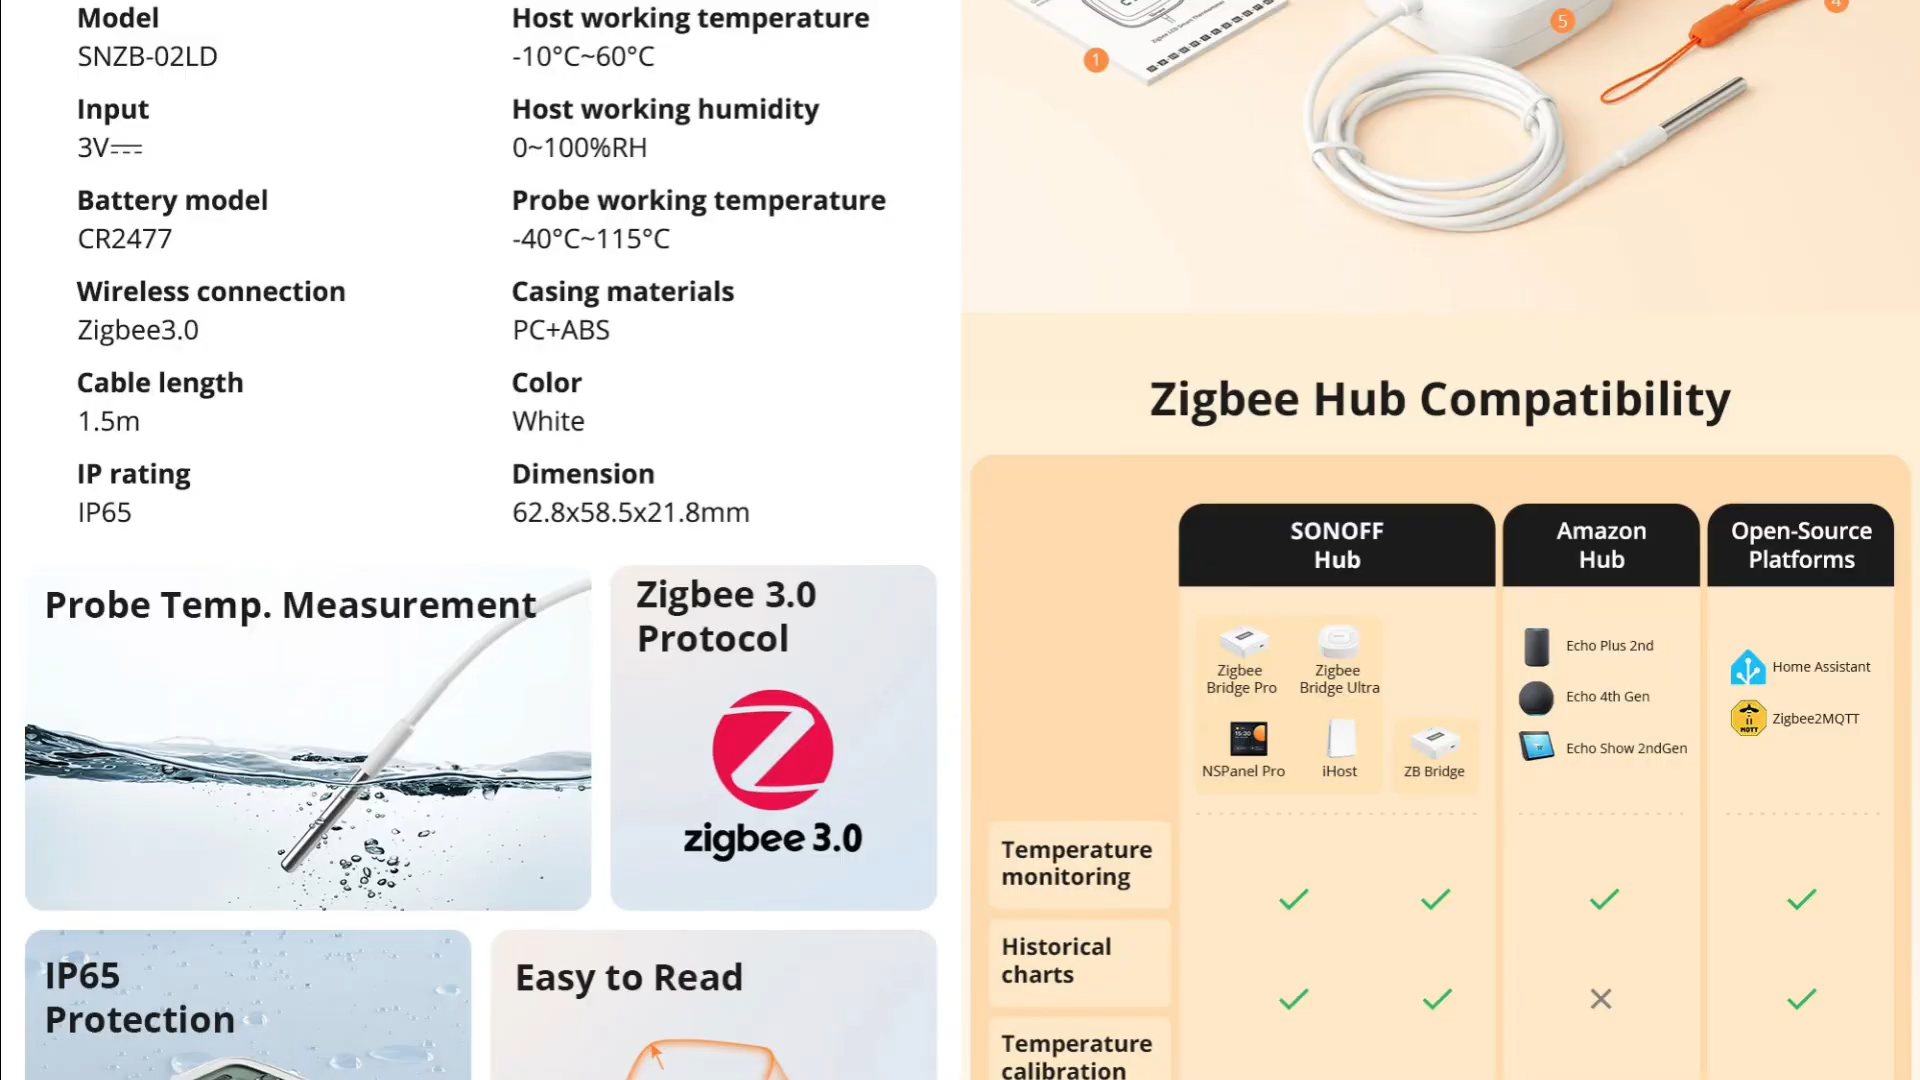 Model
SNZB-02LD
Input
3V
Battery model
CR2477
Wireless connection
Zigbee3.0
Cable length
1.5m
IP rating
IP65
Host working temperature
-10°C~60°C
Host working humidity
0~100%RH
Probe working temperature
-40°C~115°C
Casing materials
PC+ABS
Color
White
Dimension
62.8x58.5x21.8mm
Probe Temp. Measurement
Zigbee 3.0
Protocol
zigbee 3.0
IP65
Protection
Easy to Read
1
5
4
Zigbee Hub Compatibility
SONOFF
Hub
Amazon
Hub
Open-Source
Platforms
Zigbee
Bridge Pro
Zigbee
Bridge Ultra
NSPanel Pro
iHost
ZB Bridge
Echo Plus 2nd
Echo 4th Gen
Echo Show 2ndGen
Home Assistant
MQTT
Zigbee2MQTT
Temperature
monitoring
Historical
charts
Temperature
calibration